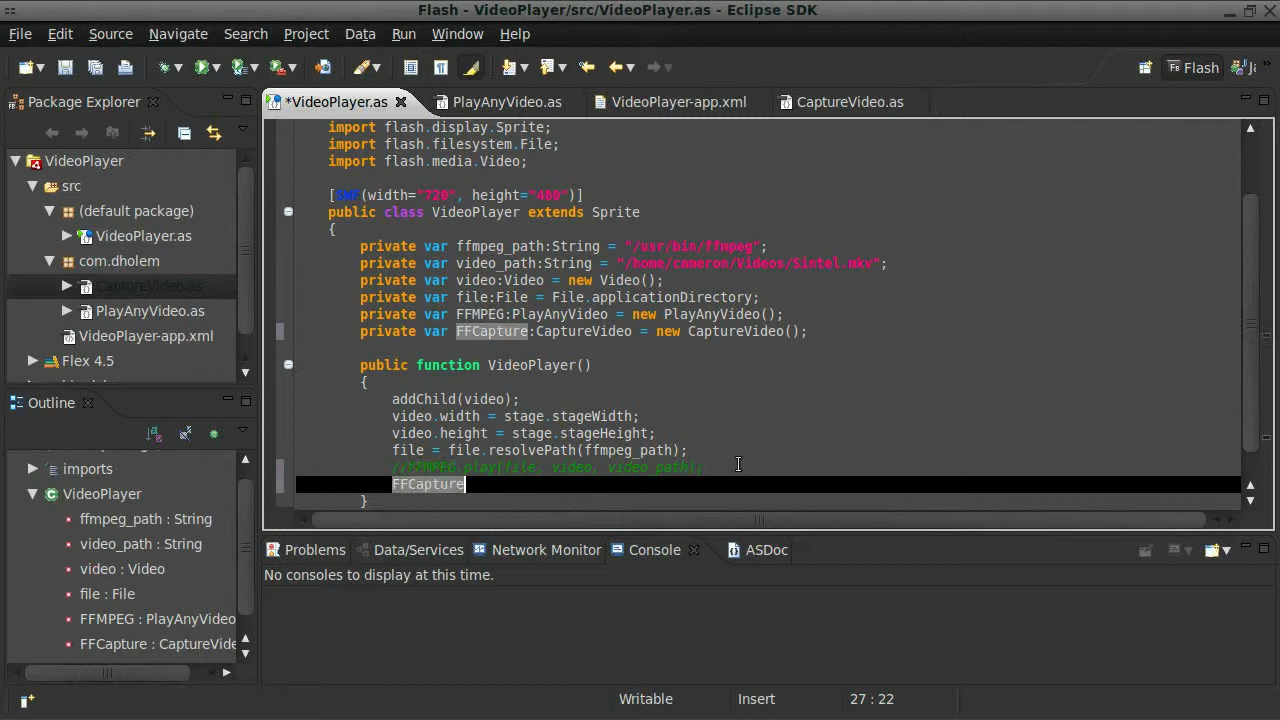 Flash - VideoPlayer/src/VideoPlayer.as - Eclipse SDK
File Edit Source Navigate Search Project Data Run Window Help
Flash
Package Explorer
VideoPlayer
src
(default package)
VideoPlayer.as
com.dholem
CaptureVideo.as
PlayAnyVideo.as
VideoPlayer-app.xml
Flex 4.5
Outline
imports
VideoPlayer
ffmpeg_path : String
video_path : String
video : Video
file : File
FFMPEG : PlayAnyVideo
FFCapture : CaptureVide
*VideoPlayer.as PlayAnyVideo.as VideoPlayer-app.xml CaptureVideo.as
import flash.display.Sprite;
import flash.filesystem.File;
import flash.media.Video;
[SWF(width="720", height="480")]
public class VideoPlayer extends Sprite
{
private var ffmpeg_path:String = "/usr/bin/ffmpeg";
private var video_path:String = "/home/cameron/Videos/Sintel.mkv";
private var video:Video = new Video();
private var file:File = File.applicationDirectory;
private var FFMPEG:PlayAnyVideo = new PlayAnyVideo();
private var FFCapture:CaptureVideo = new CaptureVideo();
public function VideoPlayer()
{
addChild(video);
video.width = stage.stageWidth;
video.height = stage.stageHeight;
file = file.resolvePath(ffmpeg_path);
//FFMPEG.play(file, video, video_path);
FFCapture
}
Problems Data/Services Network Monitor Console ASDoc
No consoles to display at this time.
Writable Insert 27 : 22